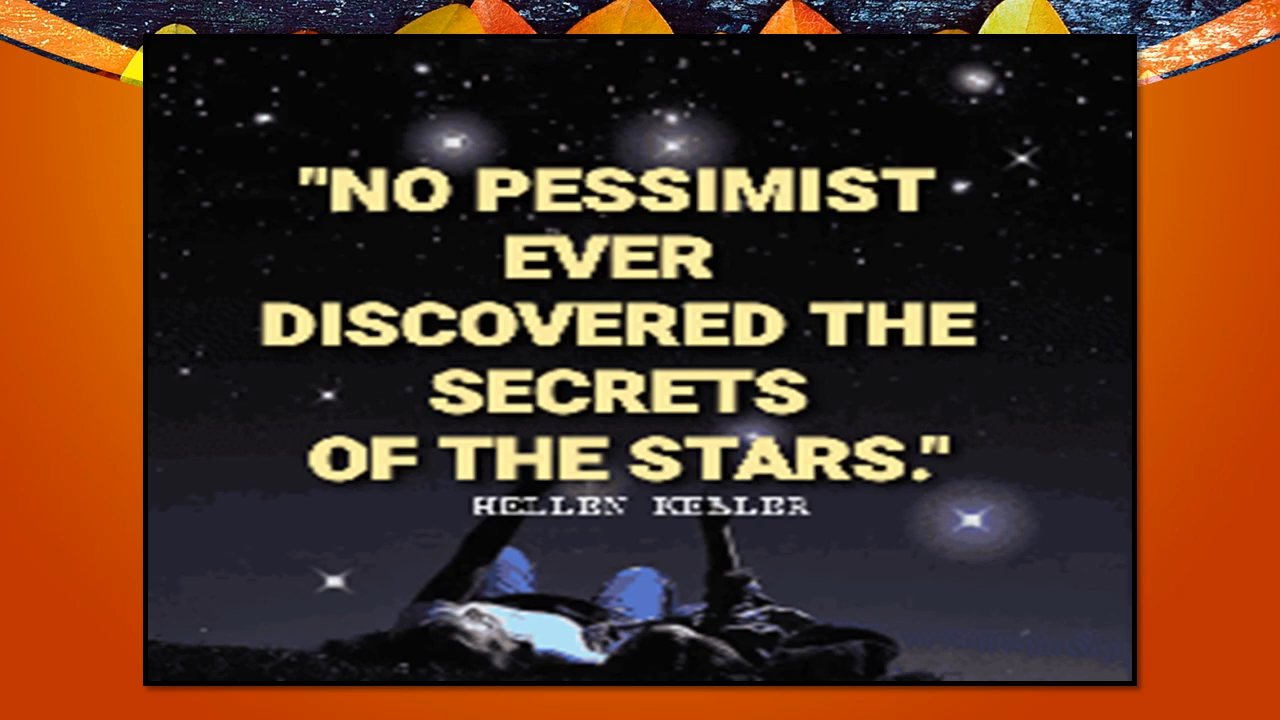 "NO PESSIMIST
EVER
DISCOVERED THE
SECRETS
OF THE STARS."
HELLEN KELLER